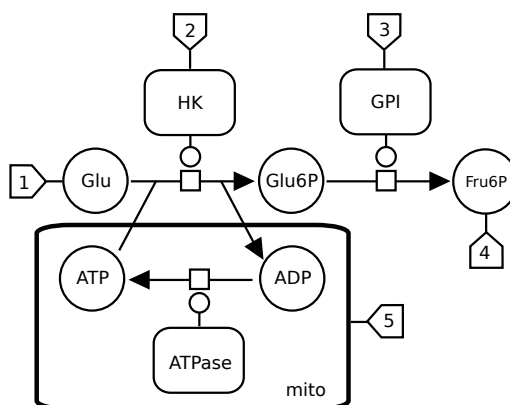 2
3
HK
GPI
1
Glu
Glu6P
Fru6P
4
ATP
ADP
5
ATPase
mito